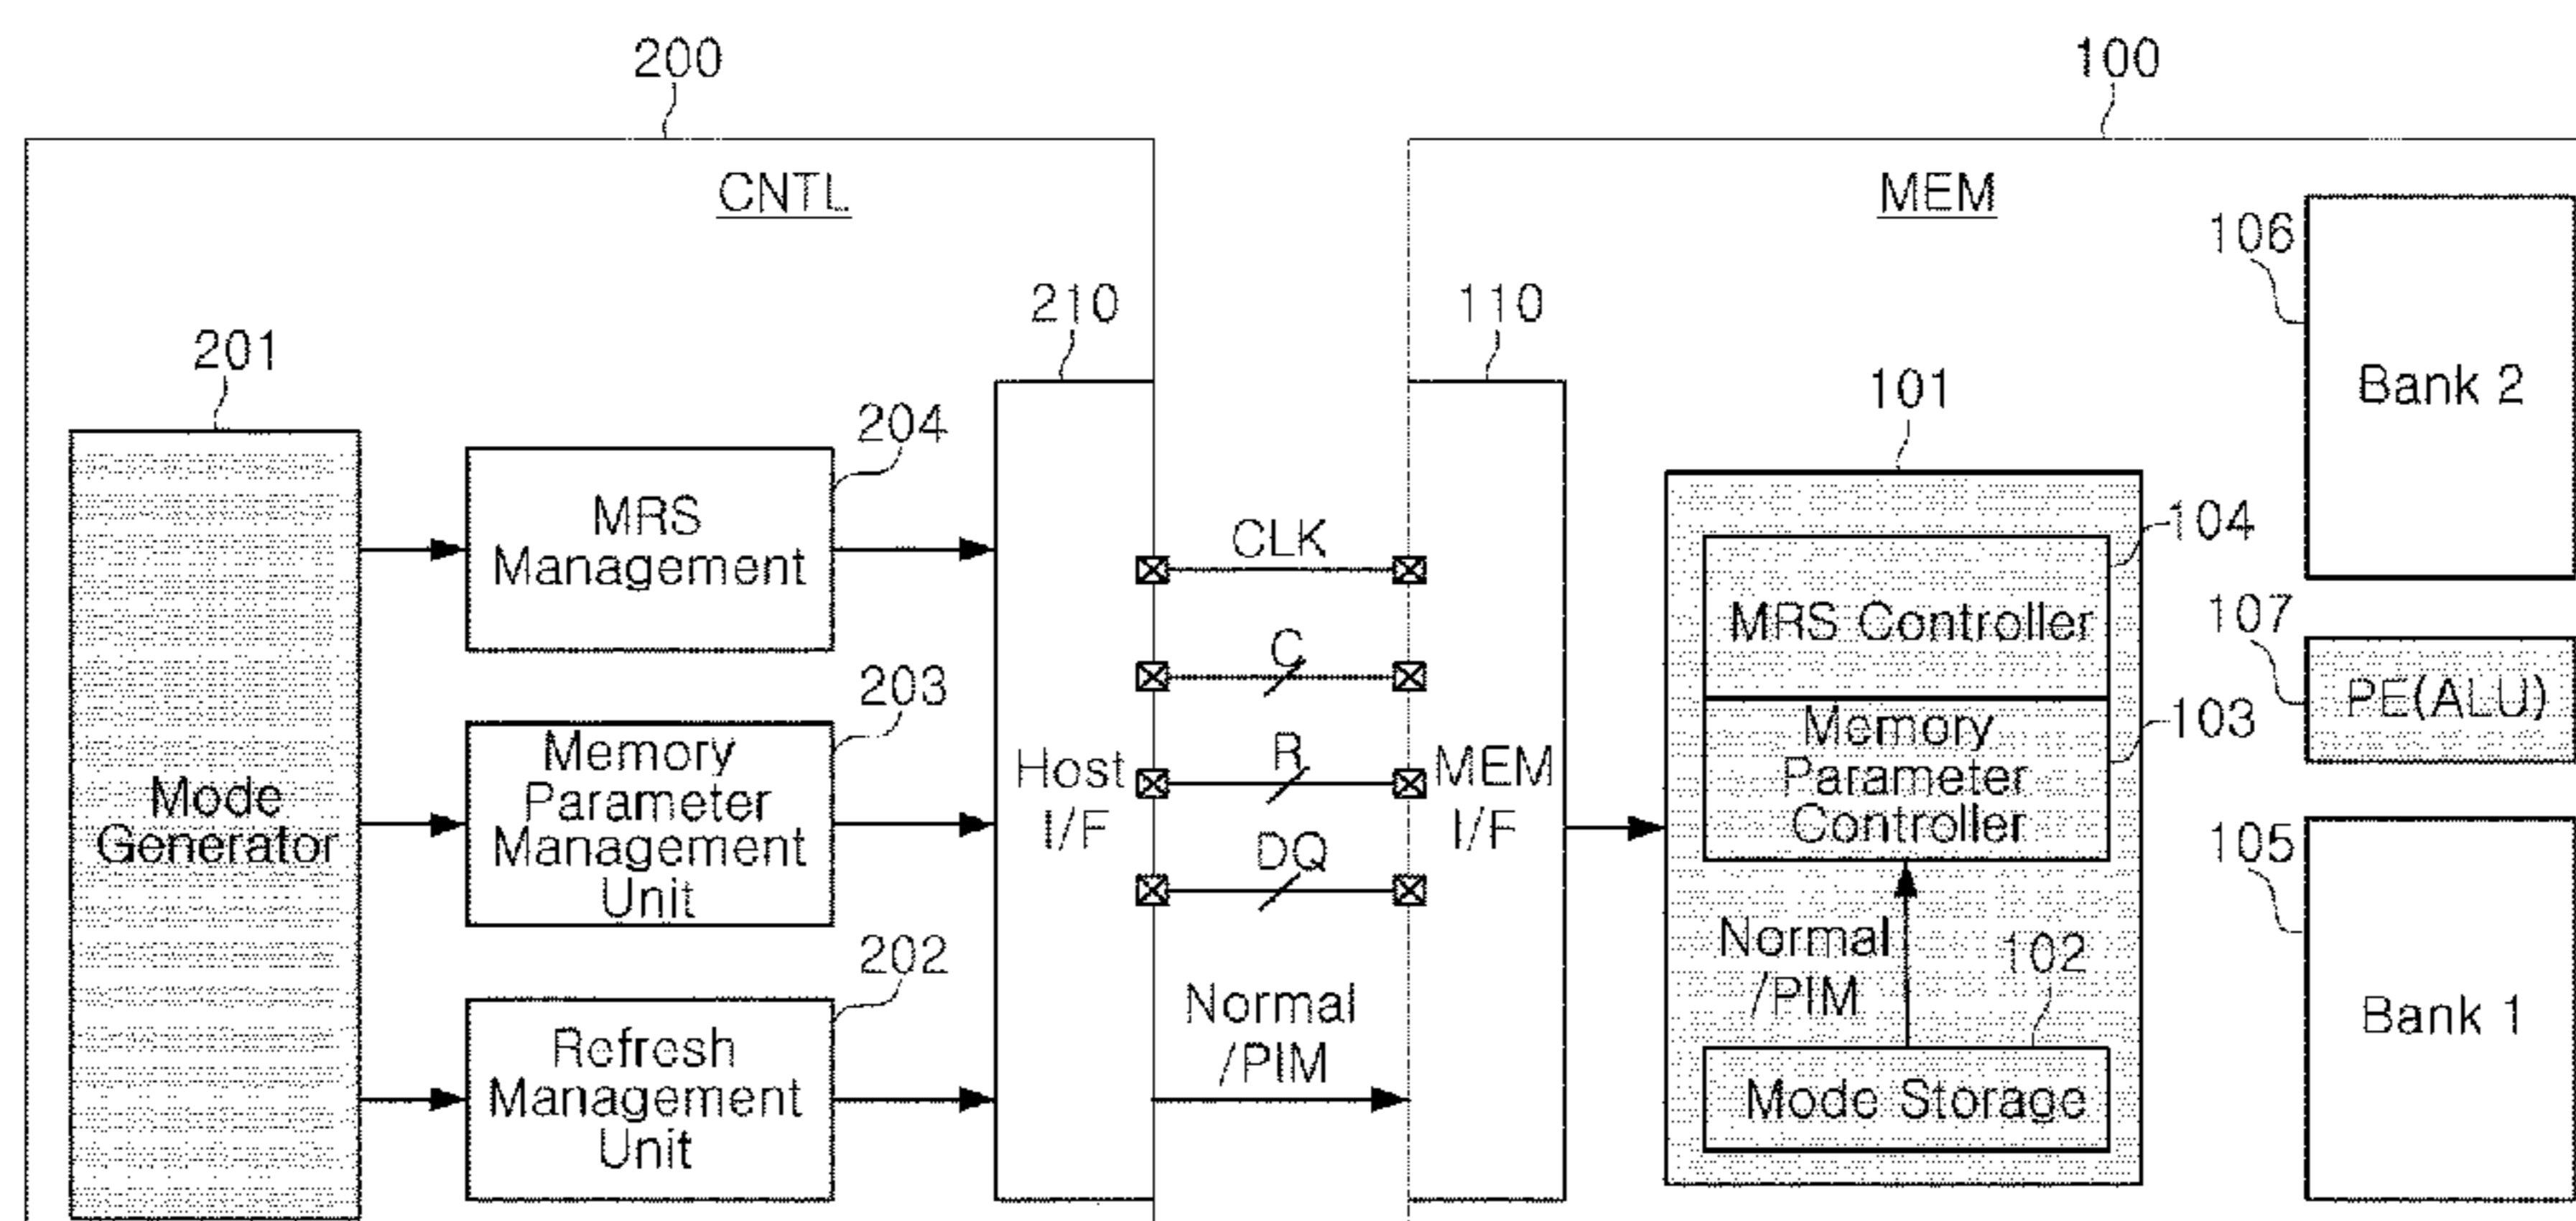 200
100
CNTL
MEM
106
210
110
Bank 2
201
101
204
MRS
Management
CLK
104
MRS Controller
C
107
PE(ALU)
203
Memory
Parameter
Management
Unit
R
Memory
Parameter
Controller
103
Mode
Generator
Host
I/F
MEM
I/F
DQ
105
Normal
/PIM
102
202
Bank 1
Refresh
Management
Unit
Normal
/PIM
Mode Storage